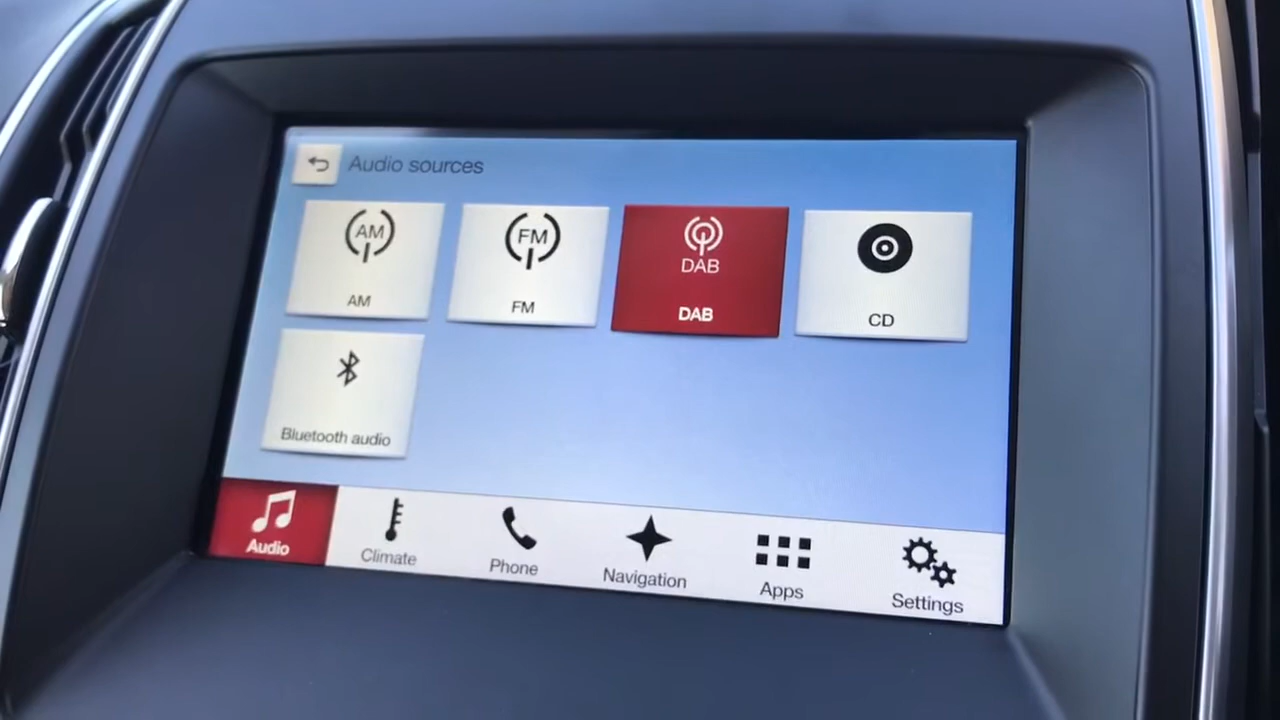 Audio sources
AM
AM
FM
FM
DAB
DAB
CD
Bluetooth audio
Audio
Climate
Phone
Navigation
Apps
Settings